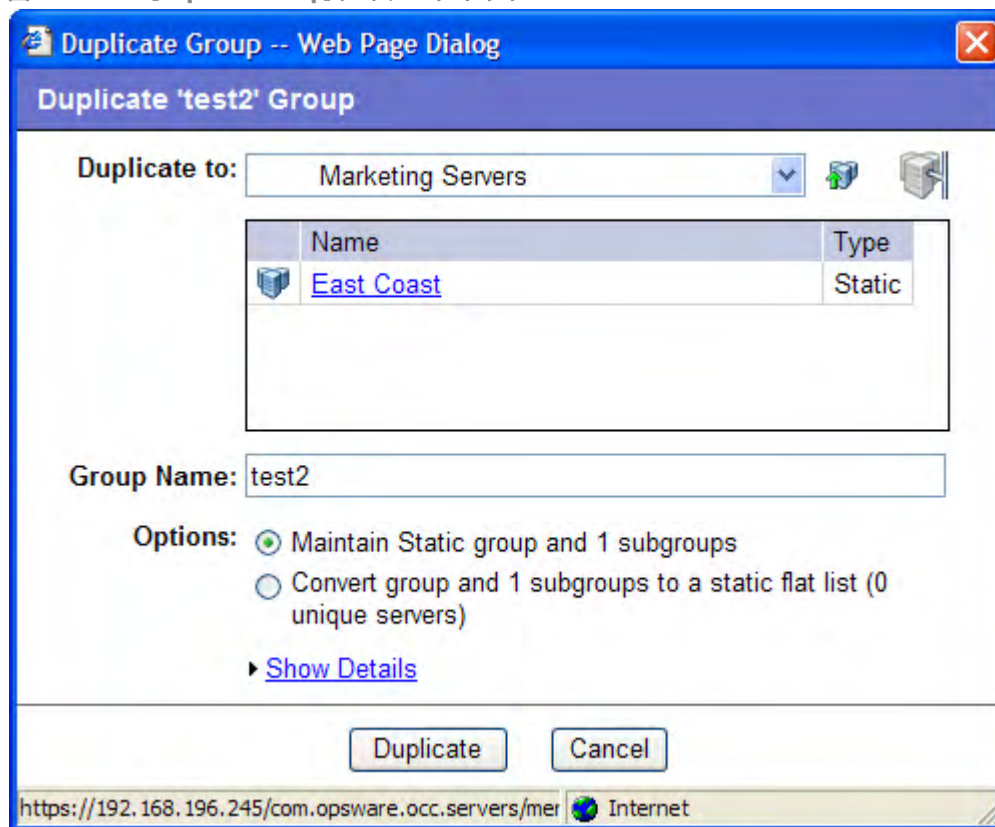 Duplicate Group -- Web Page Dialog
Duplicate 'test2' Group
Duplicate to: Marketing Servers
Name Type
East Coast Static
Group Name: test2
Options: Maintain Static group and 1 subgroups
Convert group and 1 subgroups to a static flat list (0
unique servers)
Show Details
Duplicate Cancel
https://192.168.196.245/com.opsware.occ.servers/mer Internet